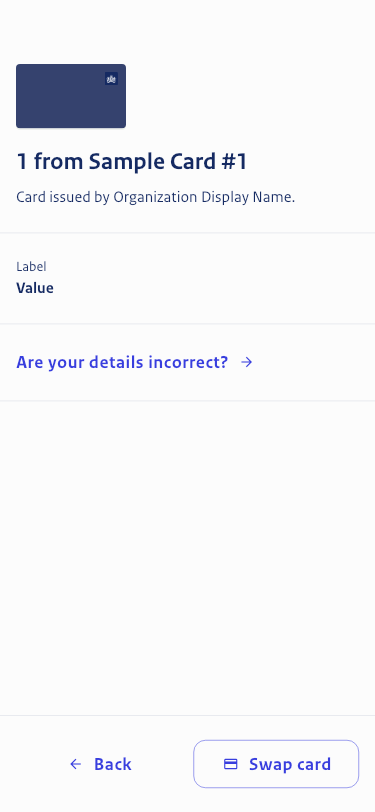 1 from Sample Card #1
Card issued by Organization Display Name.
Label
Value
Are your details incorrect?
Back
Swap card